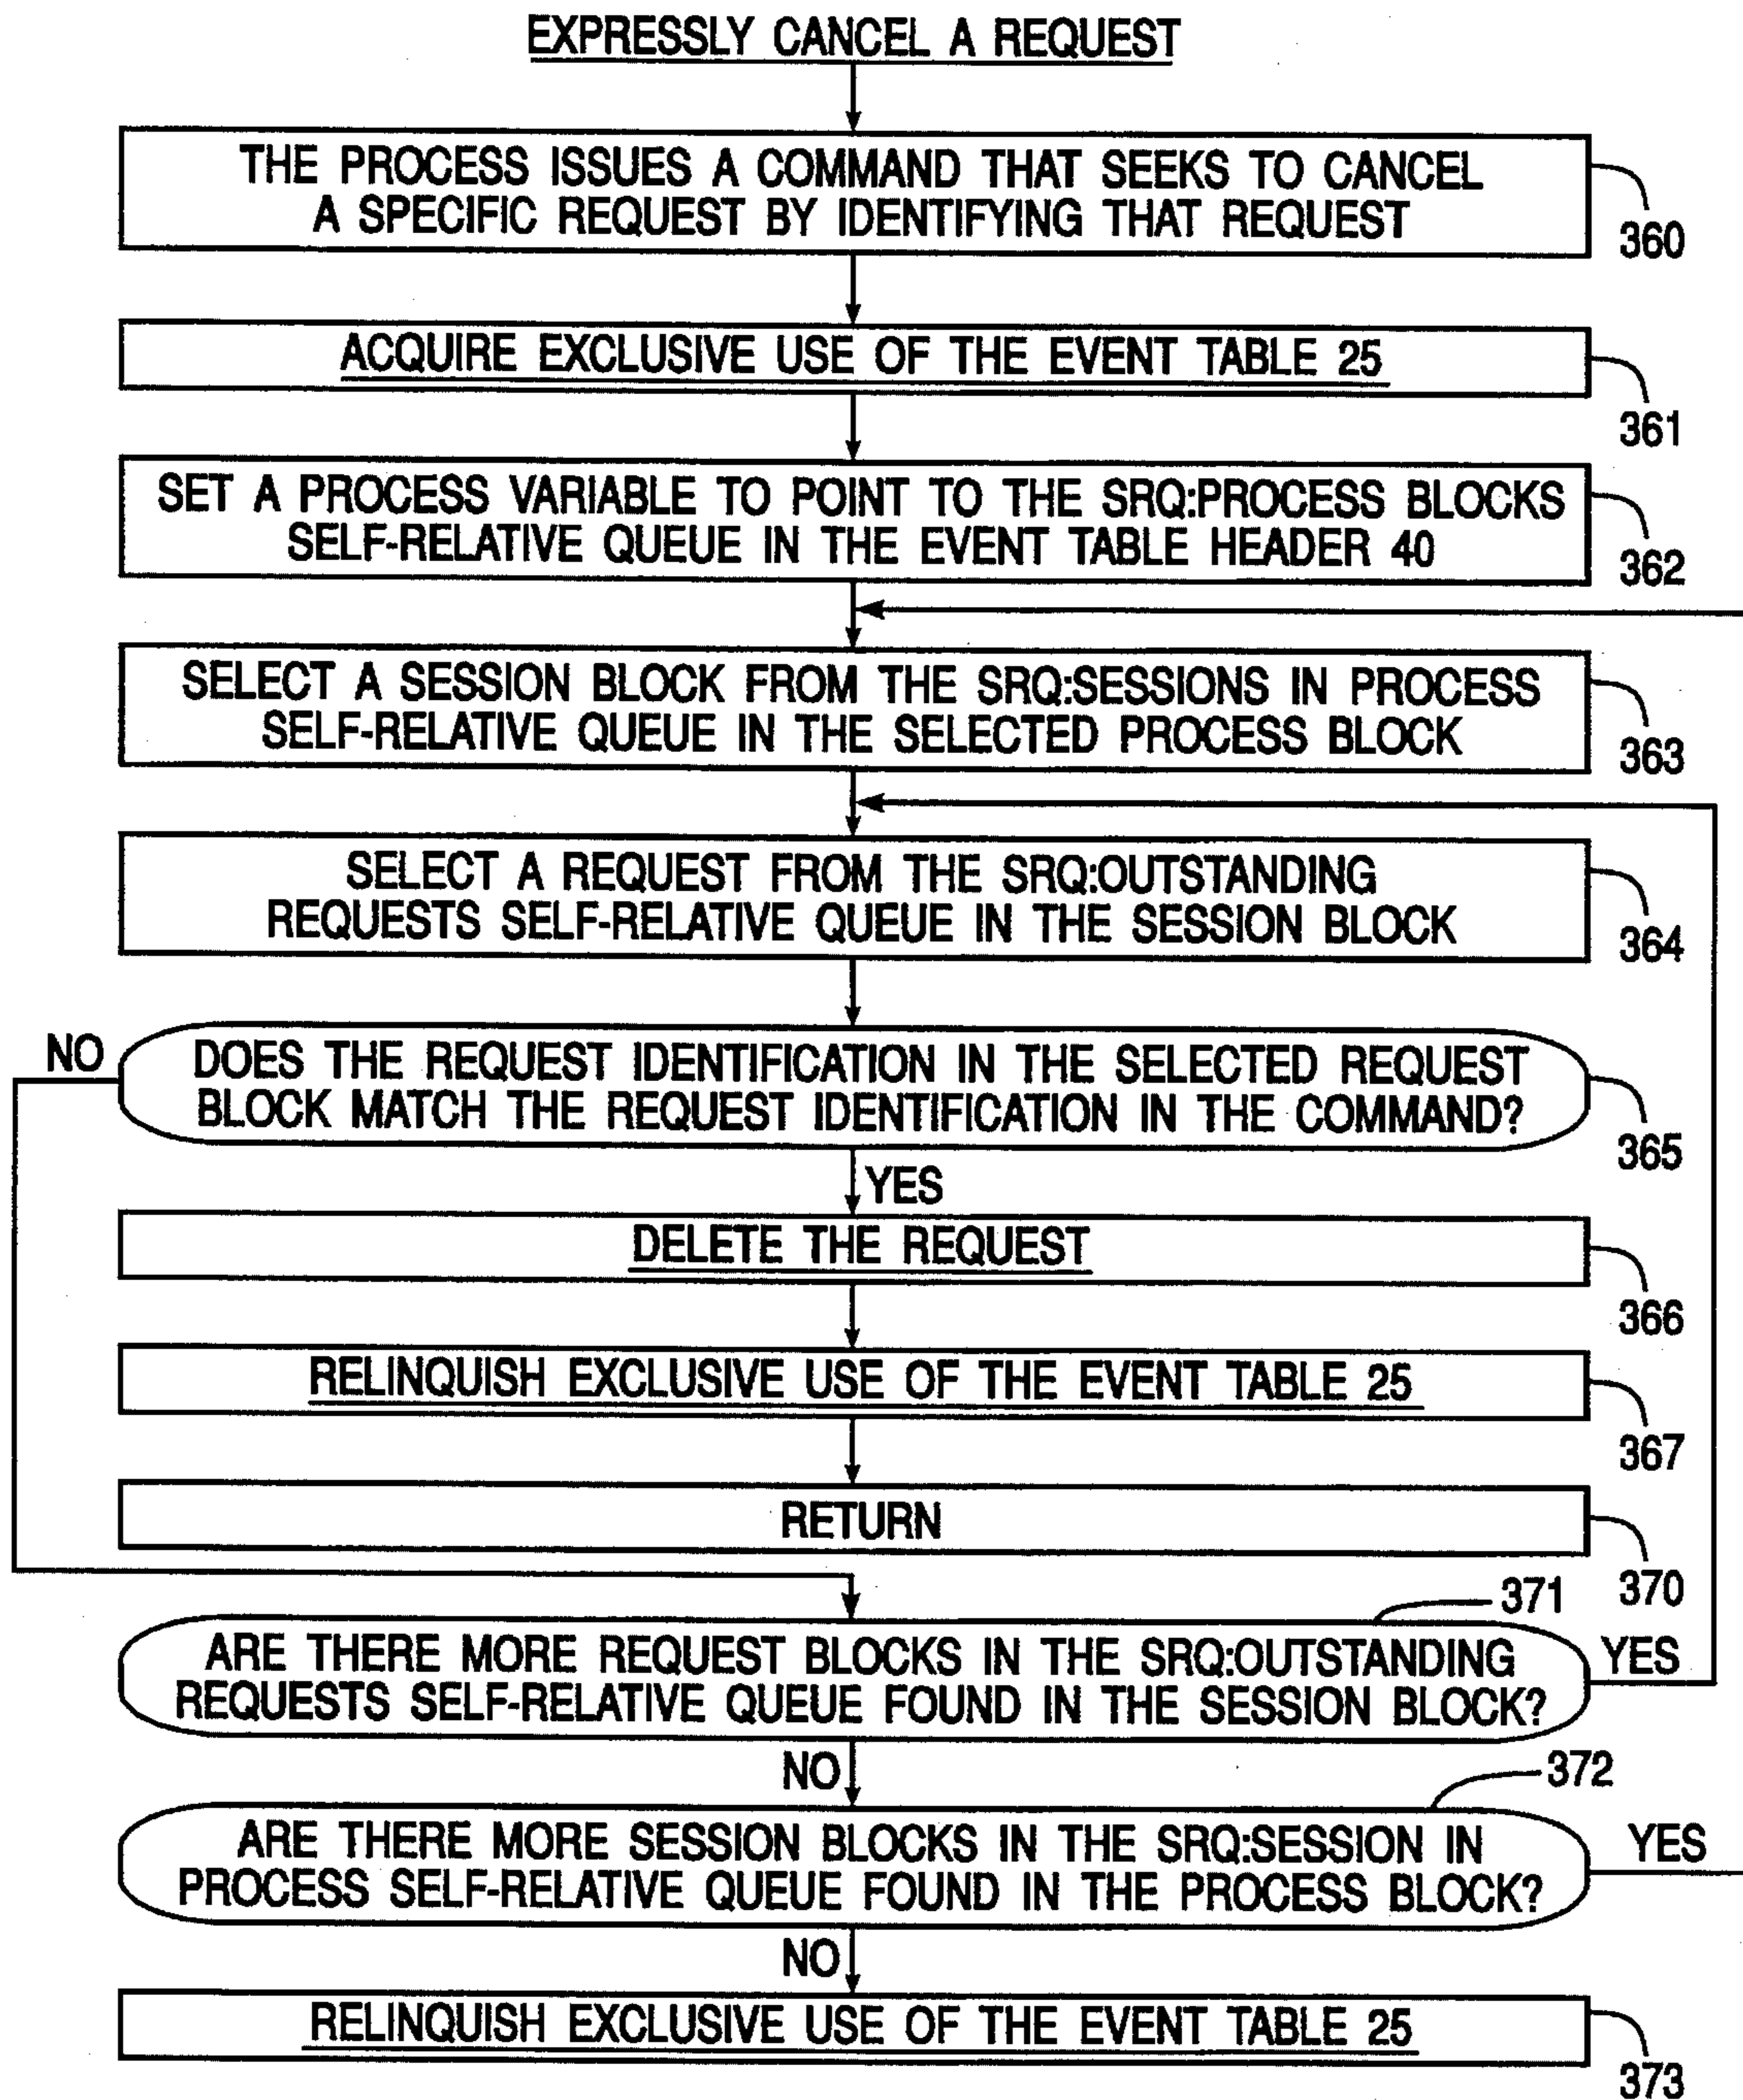 EXPRESSLY CANCEL A REQUEST
THE PROCESS ISSUES A COMMAND THAT SEEKS TO CANCEL
A SPECIFIC REQUEST BY IDENTIFYING THAT REQUEST
360
ACQUIRE EXCLUSIVE USE OF THE EVENT TABLE 25
361
SET A PROCESS VARIABLE TO POINT TO THE SRQ:PROCESS BLOCKS
SELF-RELATIVE QUEUE IN THE EVENT TABLE HEADER 40
362
SELECT A SESSION BLOCK FROM THE SRQ:SESSIONS IN PROCESS
SELF-RELATIVE QUEUE IN THE SELECTED PROCESS BLOCK
363
SELECT A REQUEST FROM THE SRQ:OUTSTANDING
REQUESTS SELF-RELATIVE QUEUE IN THE SESSION BLOCK
364
NO
DOES THE REQUEST IDENTIFICATION IN THE SELECTED REQUEST
BLOCK MATCH THE REQUEST IDENTIFICATION IN THE COMMAND?
365
YES
DELETE THE REQUEST
366
RELINQUISH EXCLUSIVE USE OF THE EVENT TABLE 25
367
RETURN
370
371
ARE THERE MORE REQUEST BLOCKS IN THE SRQ:OUTSTANDING
REQUESTS SELF-RELATIVE QUEUE FOUND IN THE SESSION BLOCK?
YES
NO
372
ARE THERE MORE SESSION BLOCKS IN THE SRQ:SESSION IN
PROCESS SELF-RELATIVE QUEUE FOUND IN THE PROCESS BLOCK?
YES
NO
RELINQUISH EXCLUSIVE USE OF THE EVENT TABLE 25
373